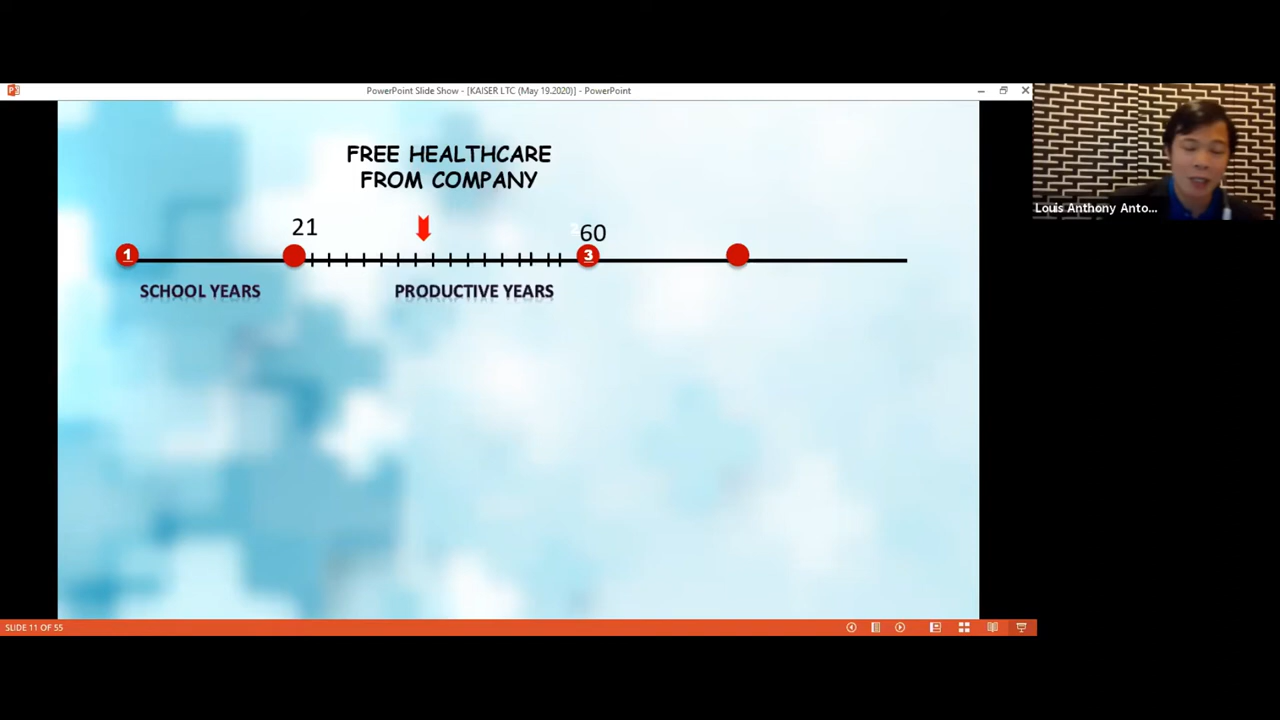 PowerPoint Slide Show - [KAISER LTC (May 19.2020)] - PowerPoint
FREE HEALTHCARE
FROM COMPANY
21
60
1
3
SCHOOL YEARS
PRODUCTIVE YEARS
Louis Anthony Anto...
SLIDE 11 OF 55